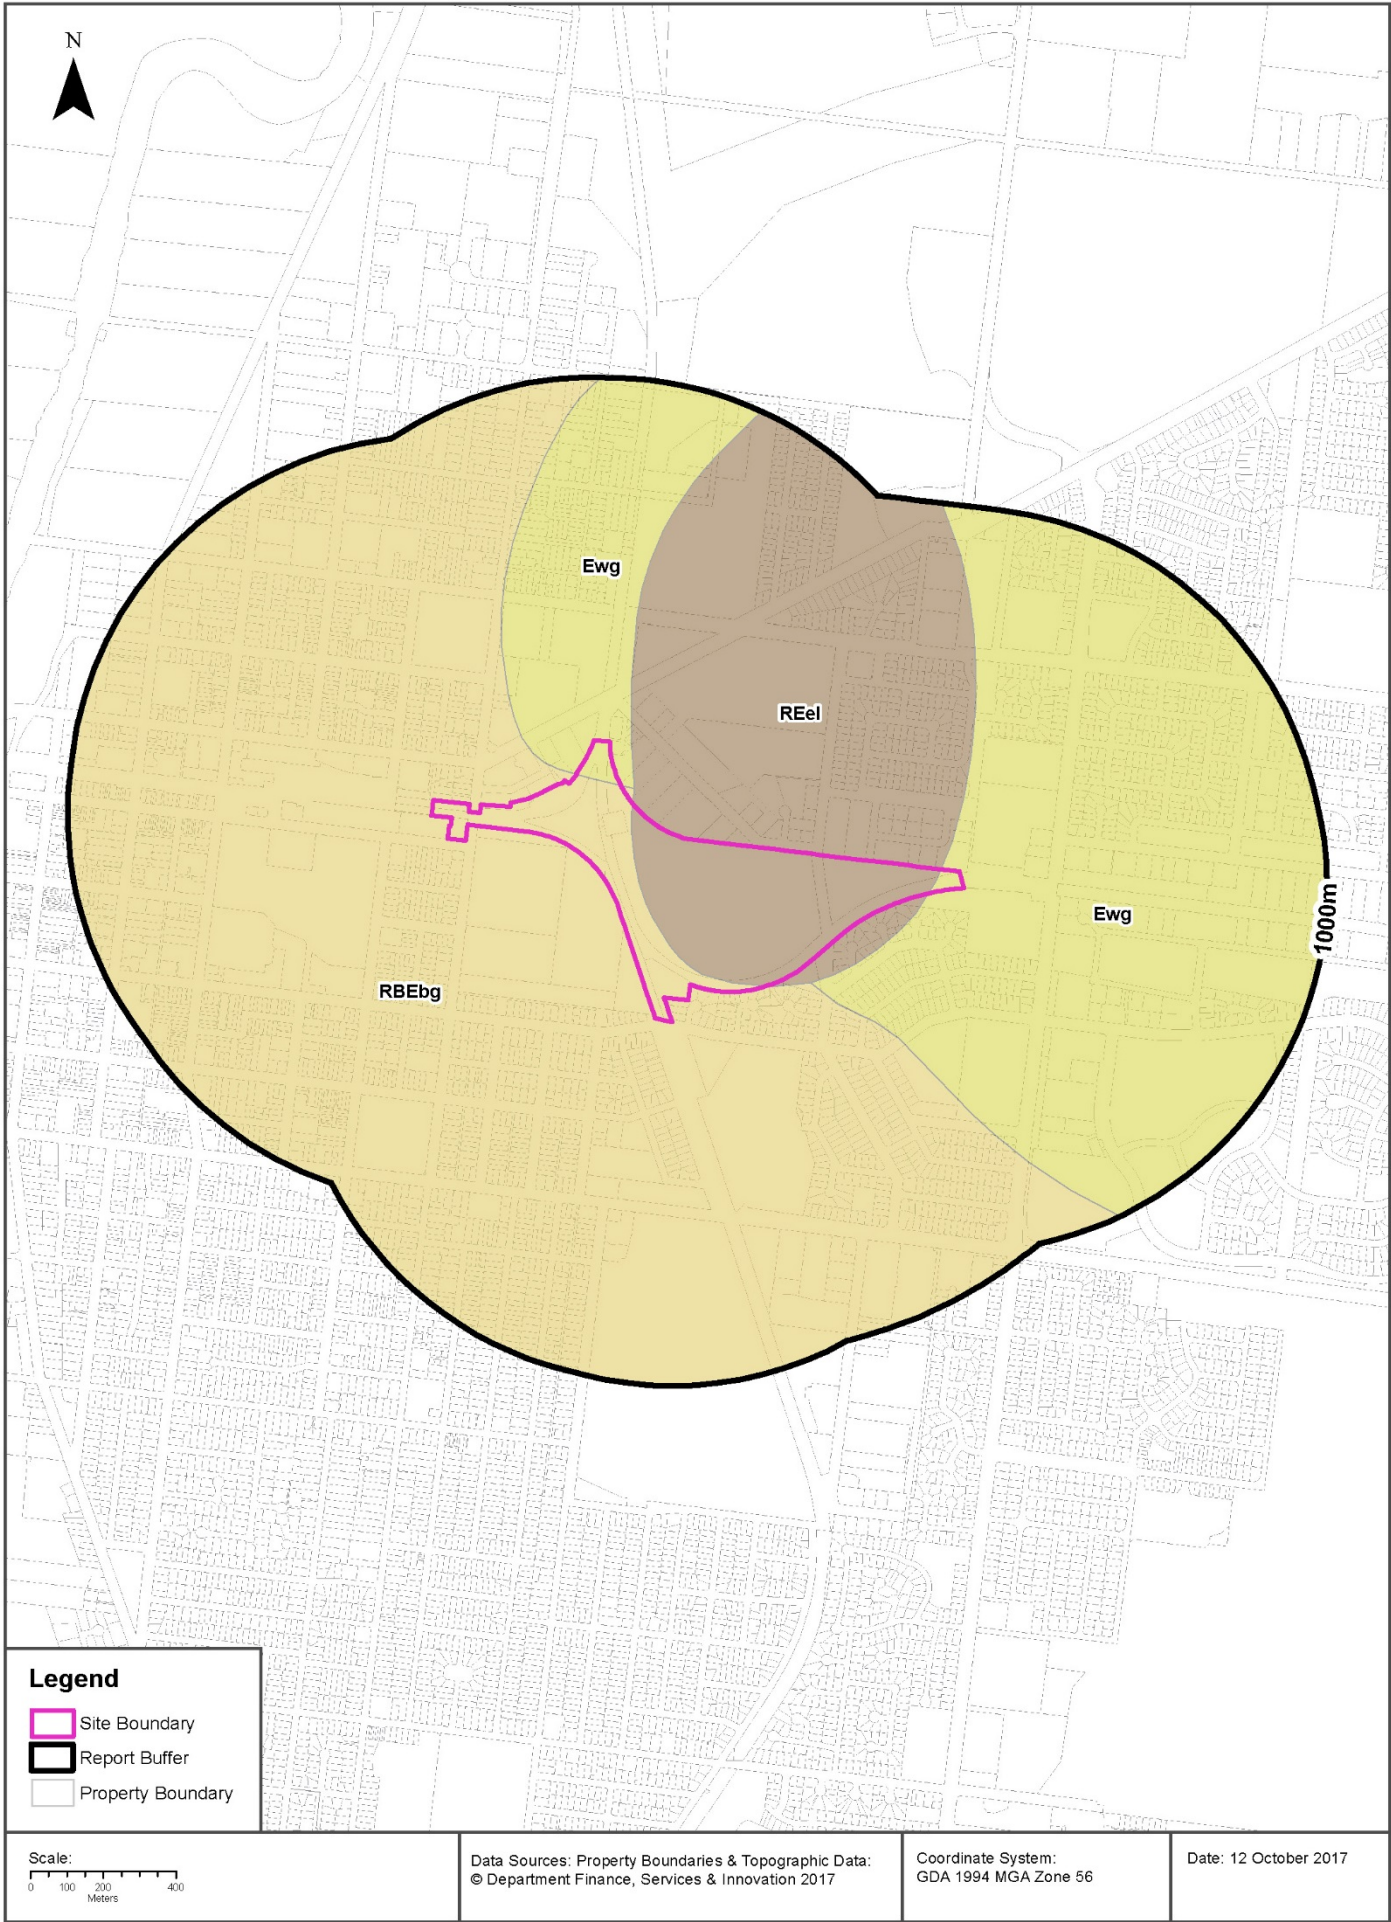 N
Ewg
REel
Ewg
1000m
RBEbg
Legend
Site Boundary
Report Buffer
Property Boundary
Scale:
0 100 200 400
Meters
Data Sources: Property Boundaries & Topographic Data:
© Department Finance, Services & Innovation 2017
Coordinate System:
GDA 1994 MGA Zone 56
Date: 12 October 2017